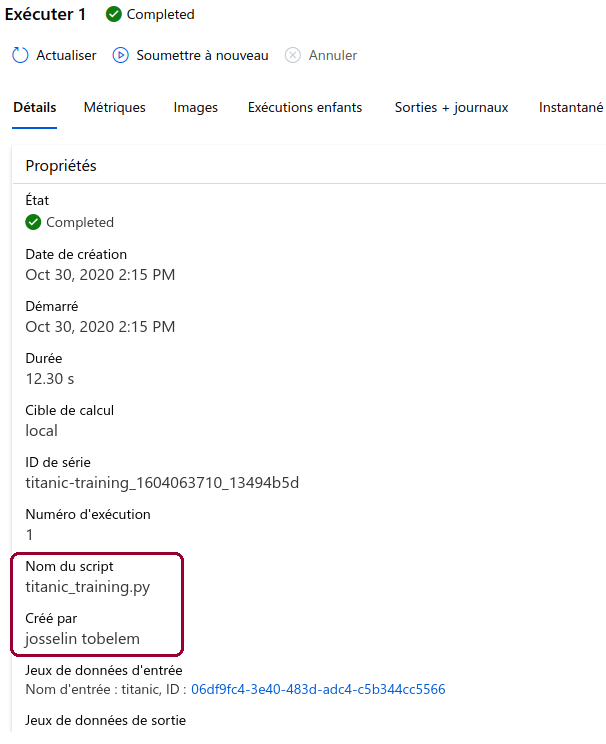 Exécuter 1 Completed
Actualiser Soumettre à nouveau Annuler
Détails Métriques Images Exécutions enfants Sorties + journaux Instantané
Propriétés
État
Completed
Date de création
Oct 30, 2020 2:15 PM
Démarré
Oct 30, 2020 2:15 PM
Durée
12.30 s
Cible de calcul
local
ID de série
titanic-training_1604063710_13494b5d
Numéro d'exécution
1
Nom du script
titanic_training.py
Créé par
josselin tobelem
Jeux de données d'entrée
Nom d'entrée : titanic, ID : 06df9fc4-3e40-483d-adc4-c5b344cc5566
Jeux de données de sortie